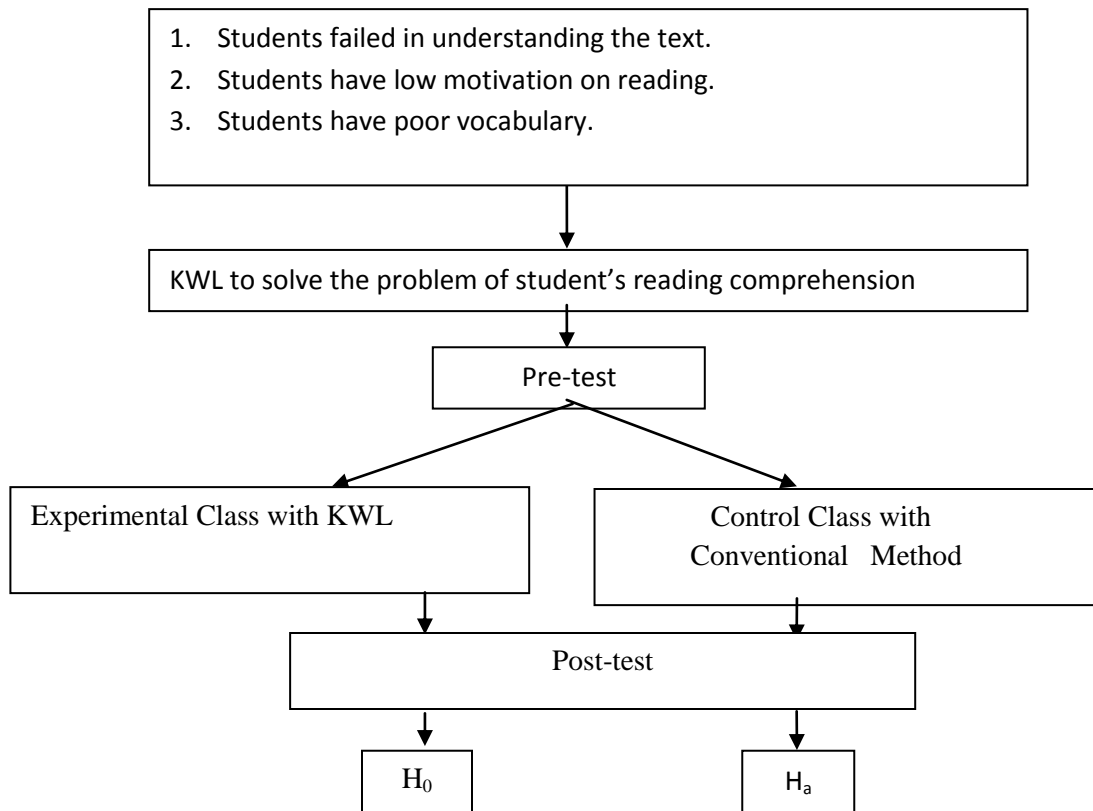 1. Students failed in understanding the text.
2. Students have low motivation on reading.
3. Students have poor vocabulary.
KWL to solve the problem of student’s reading comprehension
Pre-test
Experimental Class with KWL
Control Class with
Conventional Method
Post-test
H₀
Hₐ